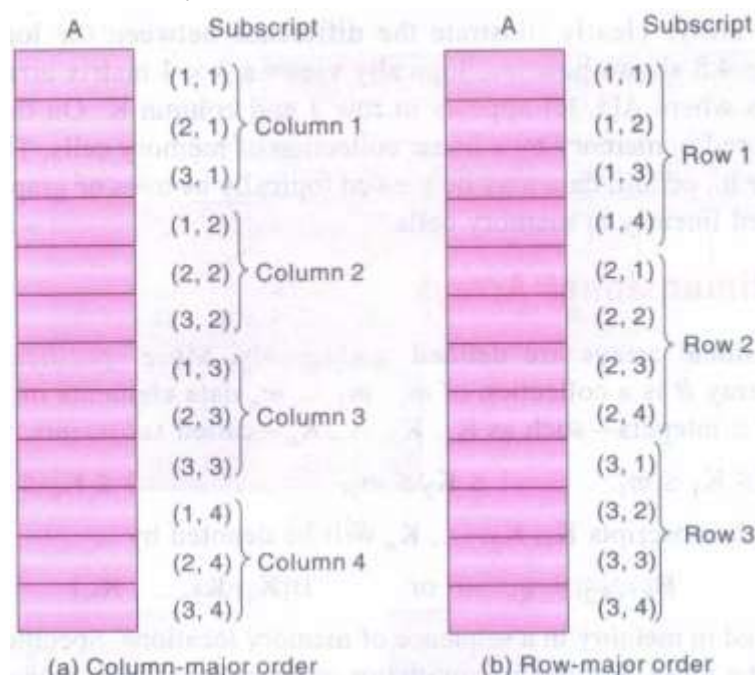 A Subscript
(1, 1)
(2, 1) Column 1
(3, 1)
(1, 2)
(2, 2) Column 2
(3, 2)
(1, 3)
(2, 3) Column 3
(3, 3)
(1, 4)
(2, 4) Column 4
(3, 4)
(a) Column-major order
A Subscript
(1, 1)
(1, 2)
Row 1
(1, 3)
(1, 4)
(2, 1)
(2, 2)
Row 2
(2, 3)
(2, 4)
(3, 1)
(3, 2)
Row 3
(3, 3)
(3, 4)
(b) Row-major order